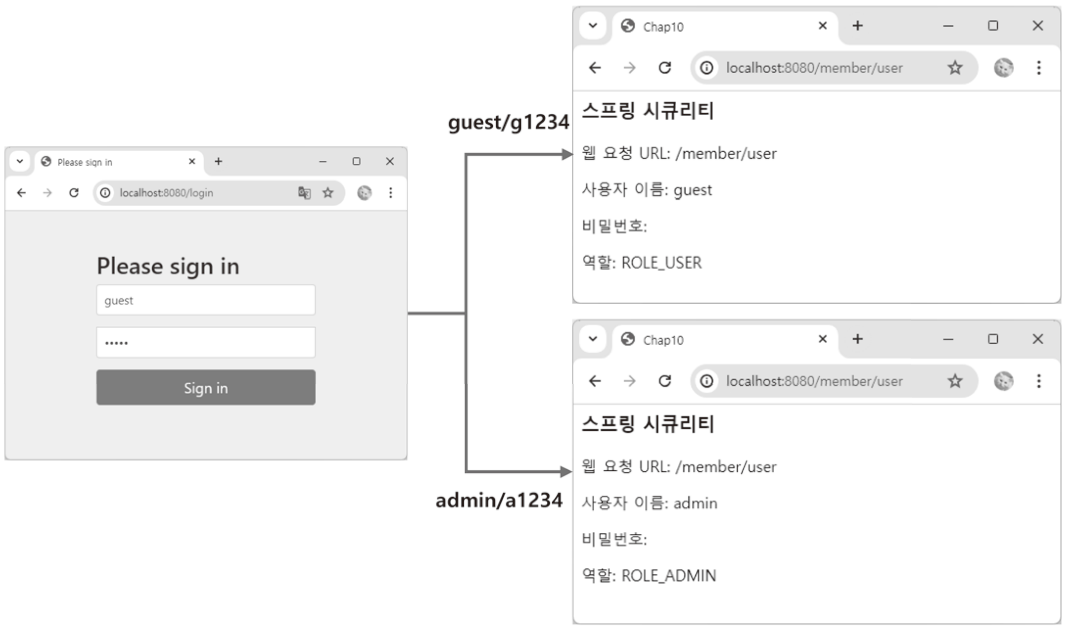 Please sign in
localhost:8080/login
Please sign in
guest
•••••
Sign in
guest/g1234
admin/a1234
Chap10
localhost:8080/member/user
스프링 시큐리티
웹 요청 URL: /member/user
사용자 이름: guest
비밀번호:
역할: ROLE_USER
Chap10
localhost:8080/member/user
스프링 시큐리티
웹 요청 URL: /member/user
사용자 이름: admin
비밀번호:
역할: ROLE_ADMIN